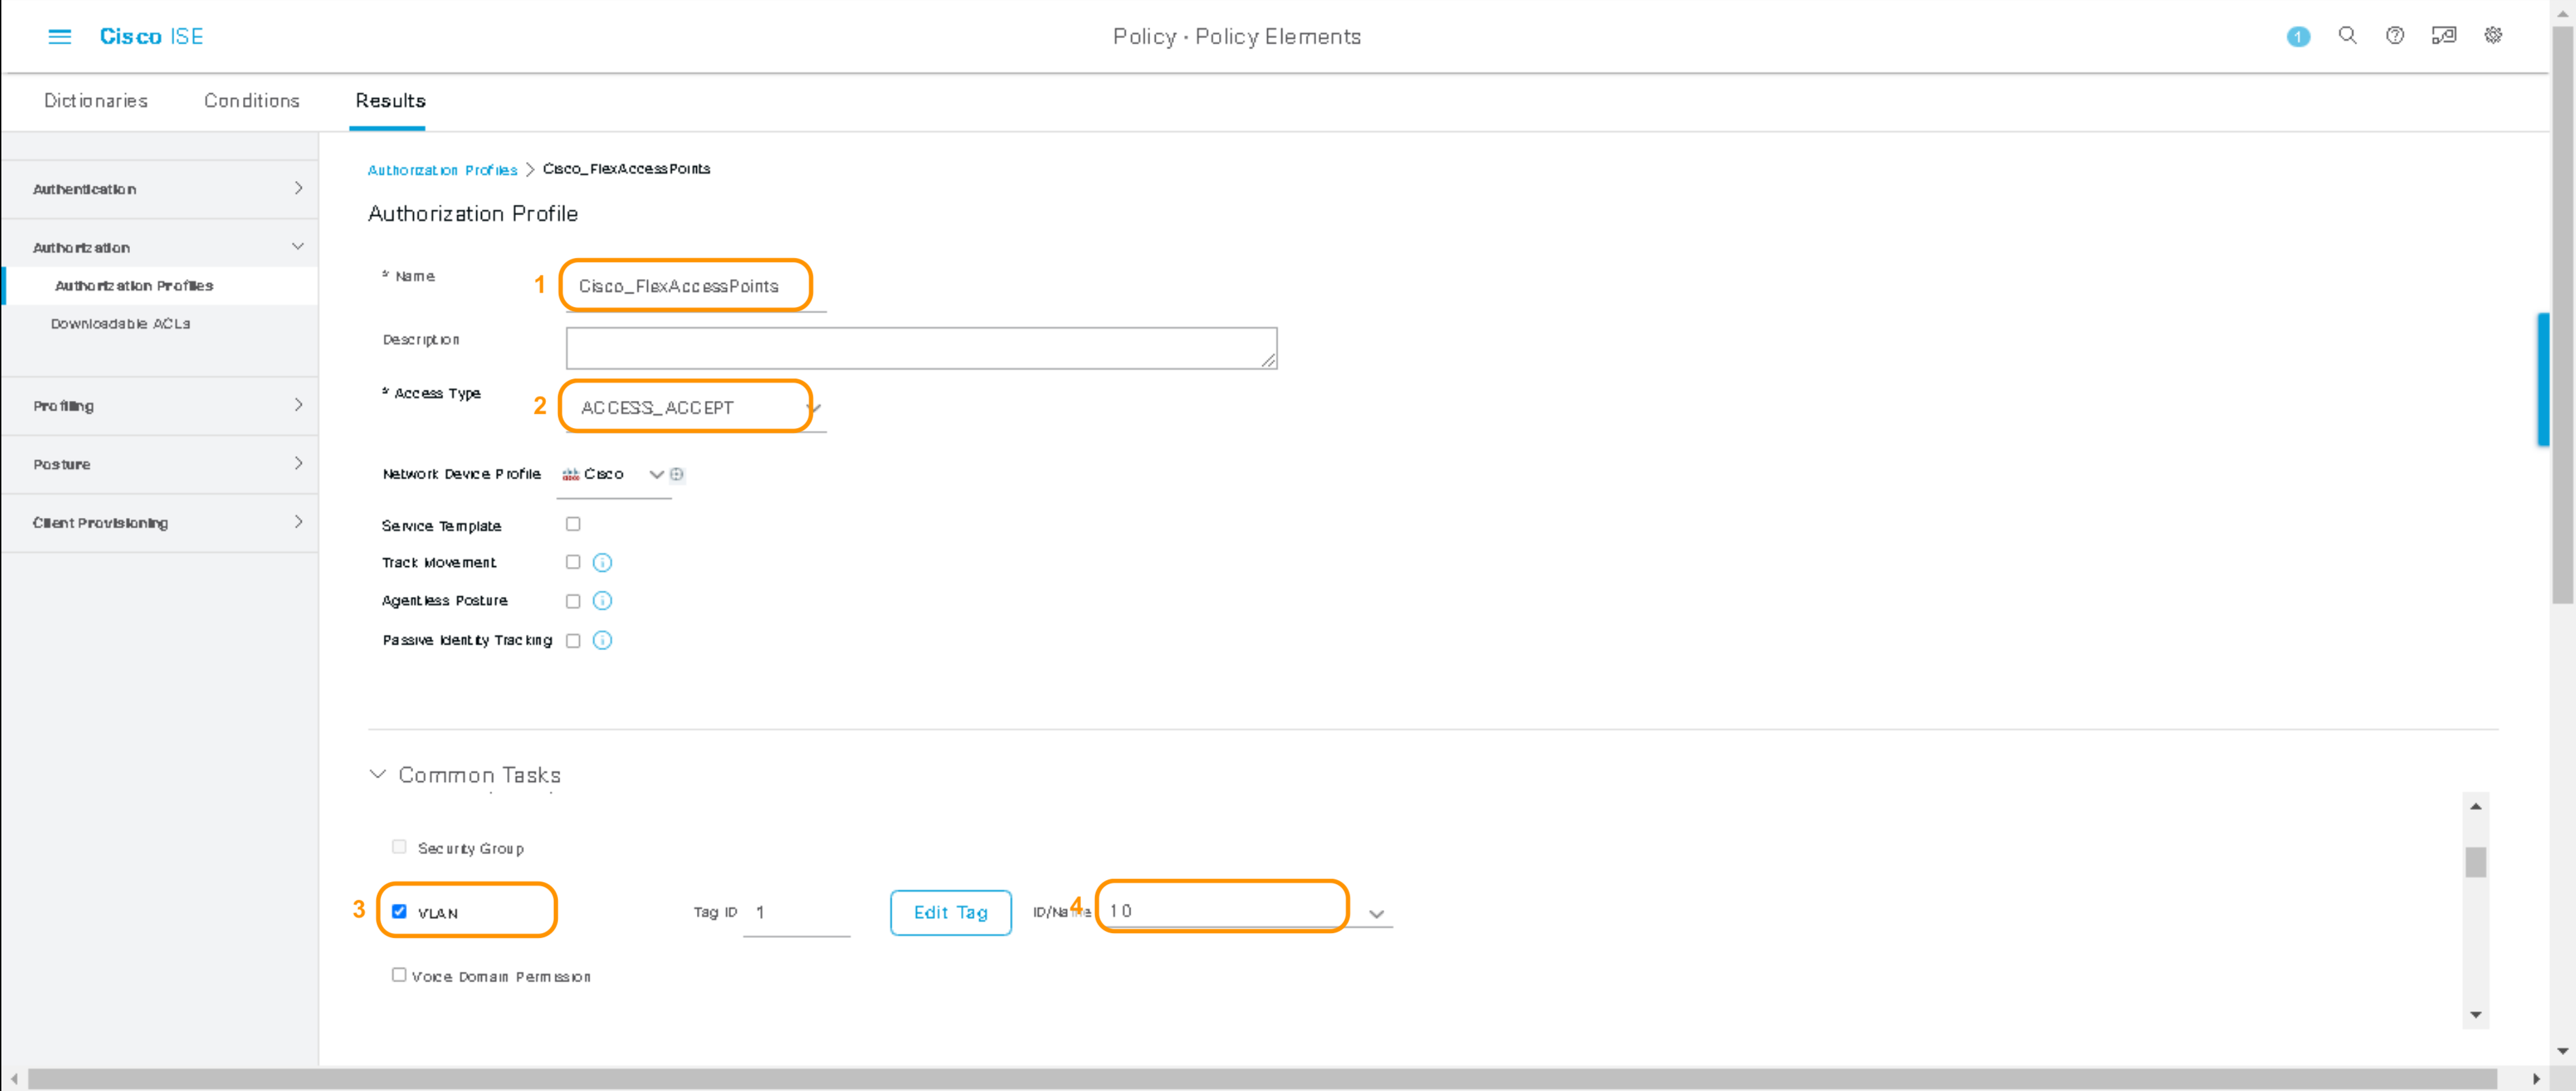 Cisco ISE
Policy · Policy Elements
1
Dictionaries
Conditions
Results
Authentication
Authorization
Authorization Profiles
Downloadable ACLs
Profiling
Posture
Client Provisioning
Authorization Profiles > Cisco_FlexAccessPoints
Authorization Profile
* Name
1
Cisco_FlexAccessPoints
Description
* Access Type
2
ACCESS_ACCEPT
Network Device Profile
Cisco
Service Template
Track Movement
Agentless Posture
Passive Identity Tracking
Common Tasks
Security Group
3
VLAN
Tag ID 1
Edit Tag
ID/Name
4
10
Voice Domain Permission